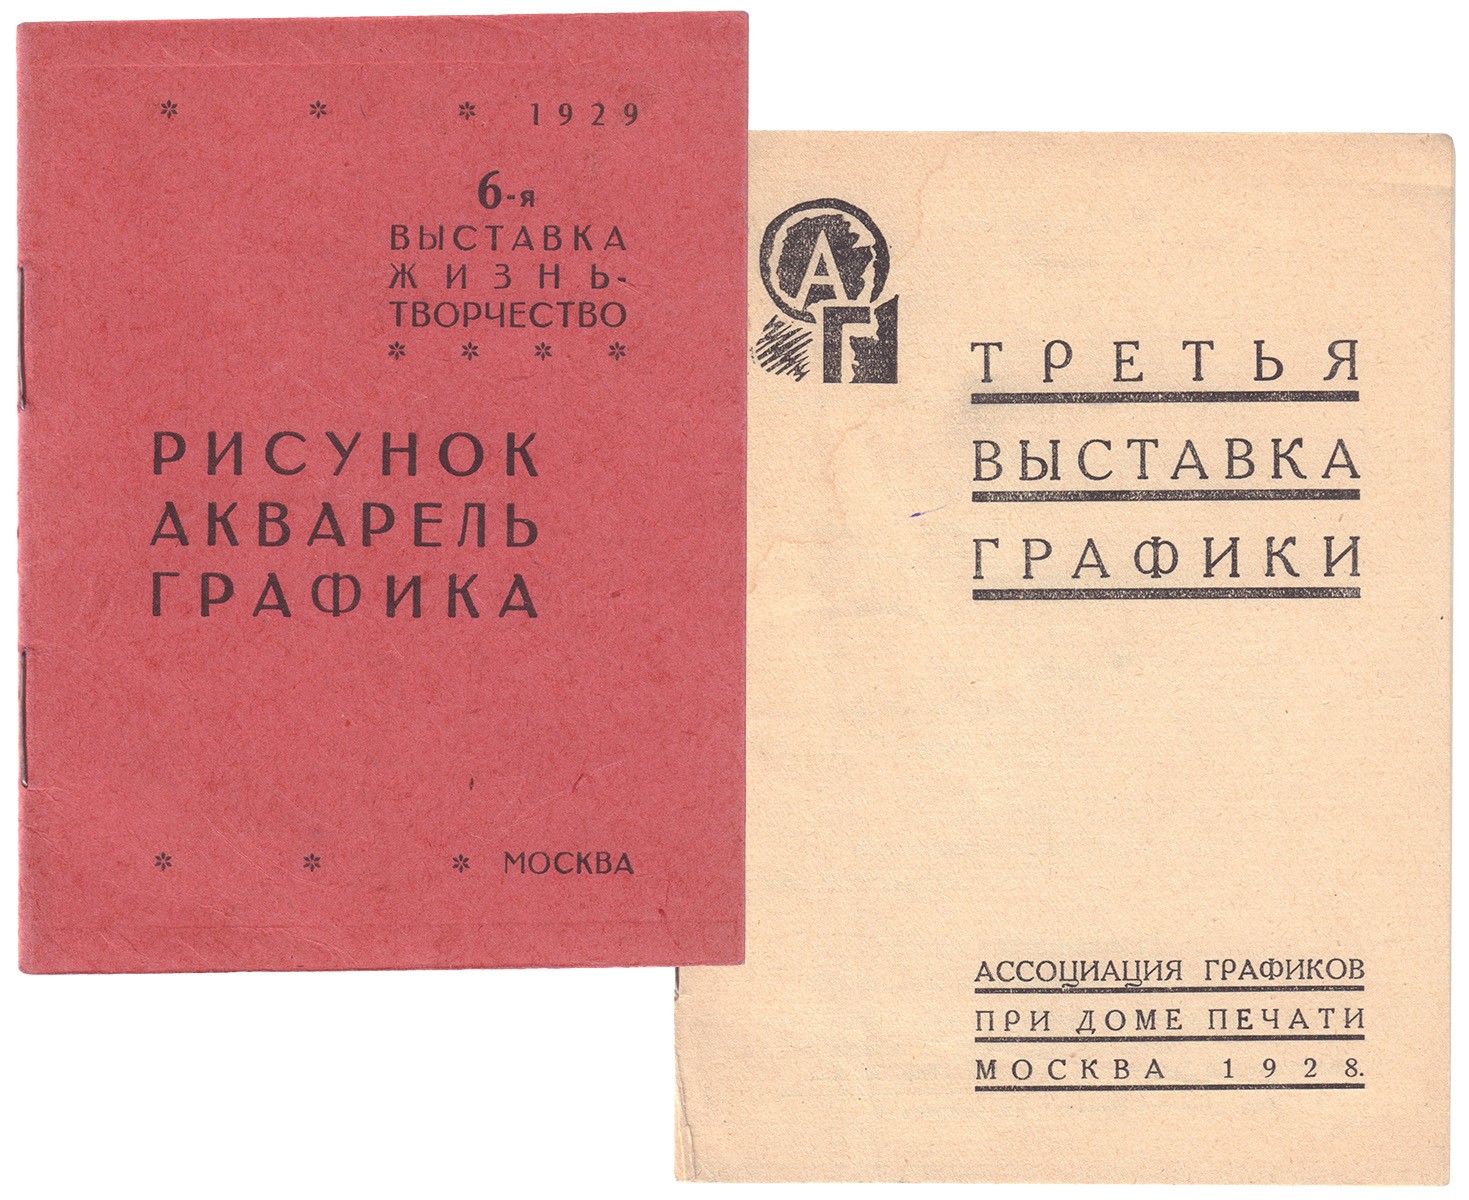 * * * 1929
6-я
ВЫСТАВКА
ЖИЗНЬ-
ТВОРЧЕСТВО
* * * *
РИСУНОК
АКВАРЕЛЬ
ГРАФИКА
* * * МОСКВА
АГ
ТРЕТЬЯ
ВЫСТАВКА
ГРАФИКИ
АССОЦИАЦИЯ ГРАФИКОВ
ПРИ ДОМЕ ПЕЧАТИ
МОСКВА 1928.